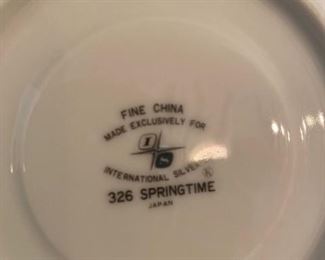 FINE CHINA
MADE EXCLUSIVELY FOR
I S
INTERNATIONAL SILVER
326 SPRINGTIME
JAPAN